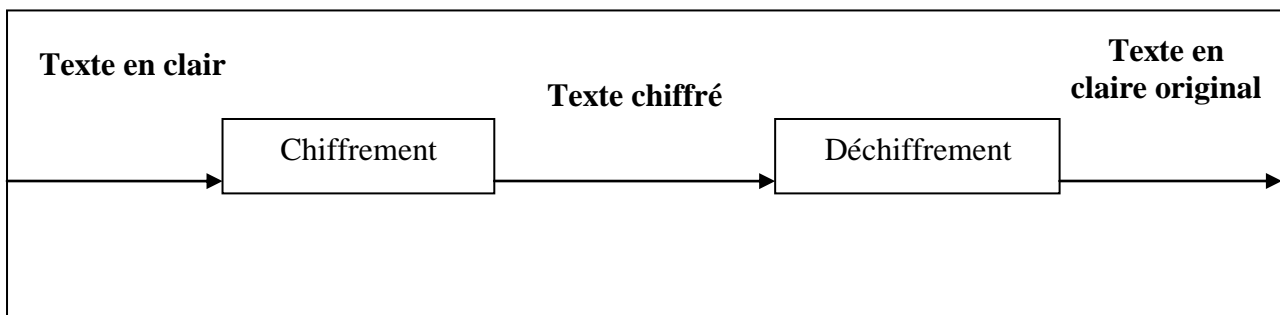 Texte en clair
Chiffrement
Texte chiffré
Déchiffrement
Texte en
claire original